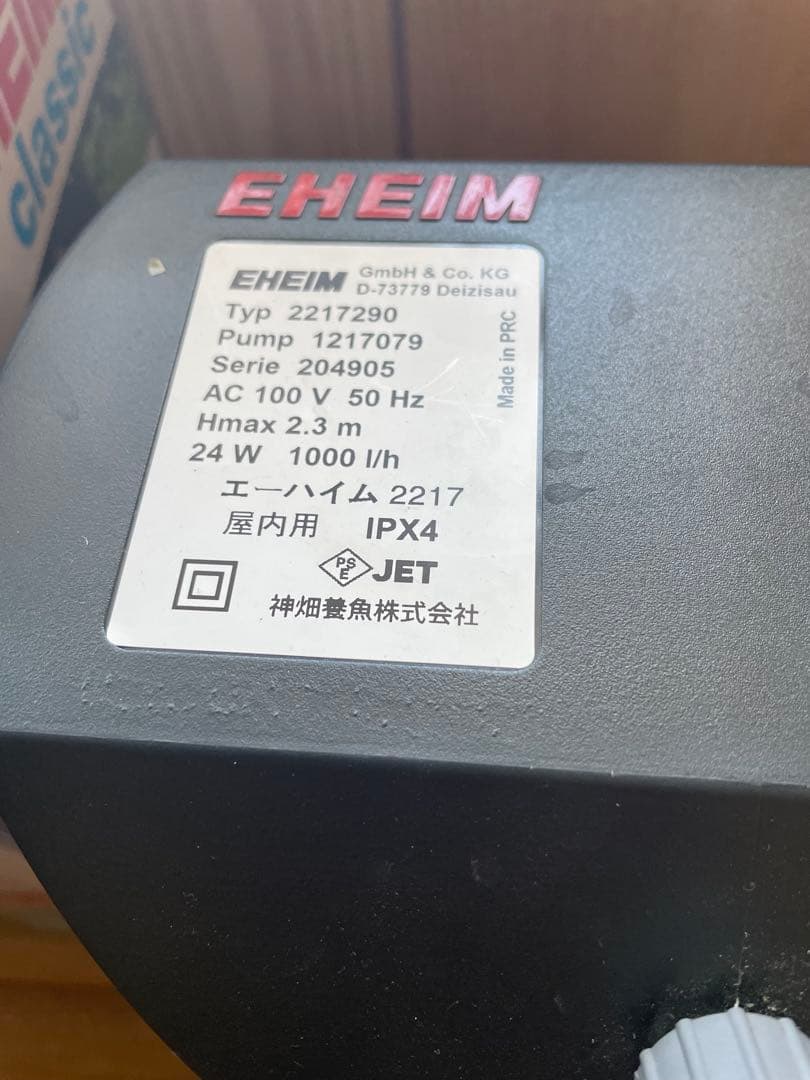 classic
EHEIM
EHEIM GmbH & Co. KG
D-73779 Deizisau
Typ 2217290
Pump 1217079
Serie 204905
AC 100 V 50 Hz
Hmax 2.3 m
24 W 1000 l/h
Made in PRC
エーハイム 2217
屋内用 IPX4
PSE JET
神畑養魚株式会社